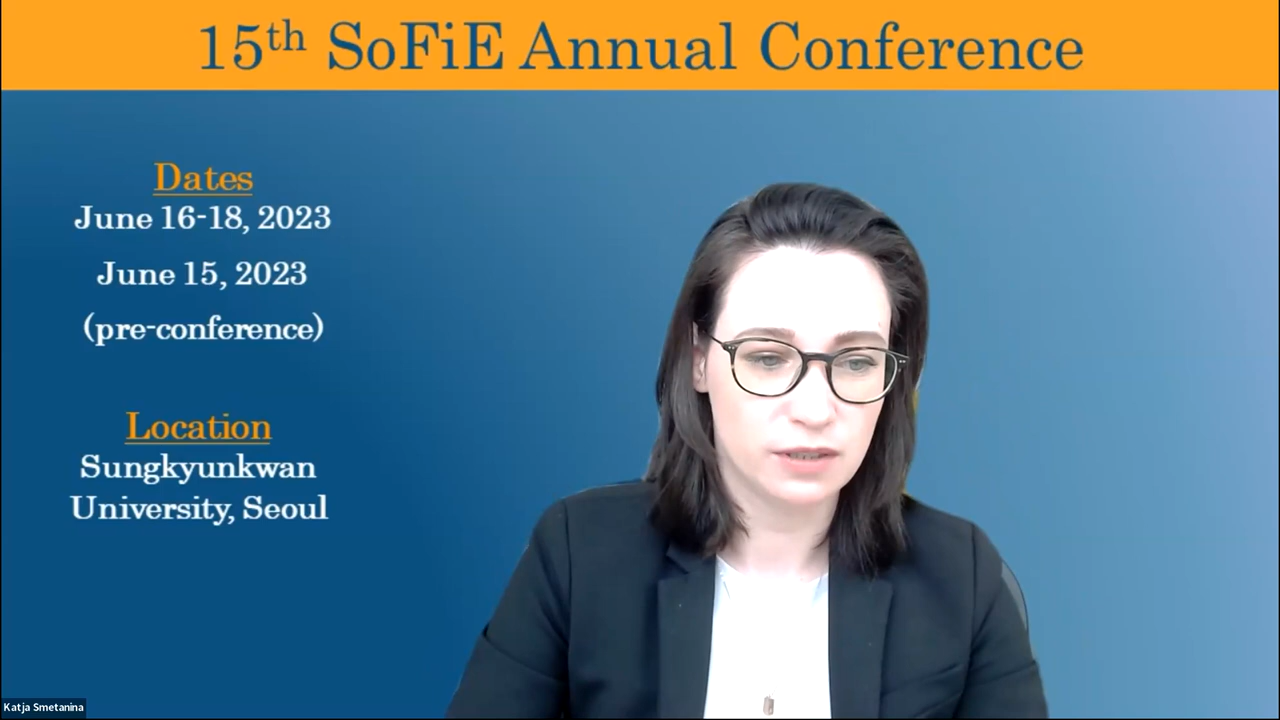 15th SoFiE Annual Conference
Dates
June 16-18, 2023
June 15, 2023
(pre-conference)
Location
Sungkyunkwan
University, Seoul
Katja Smetanina